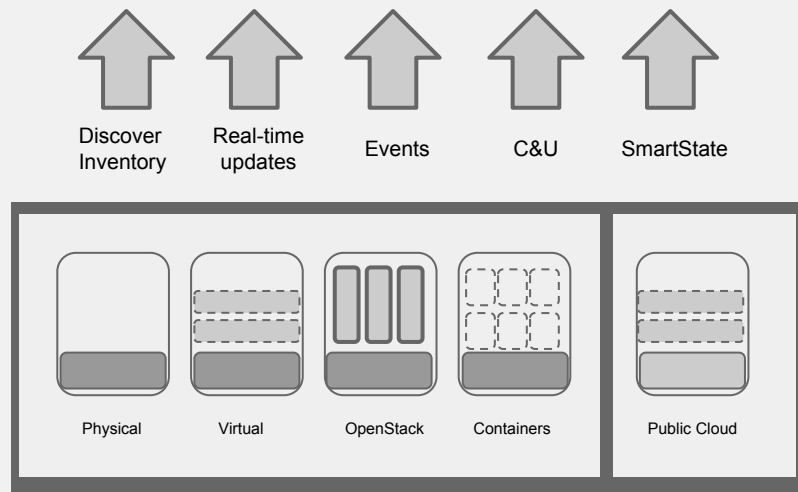 Discover
Inventory
Real-time
updates
Events
C&U
SmartState
Physical
Virtual
OpenStack
Containers
Public Cloud